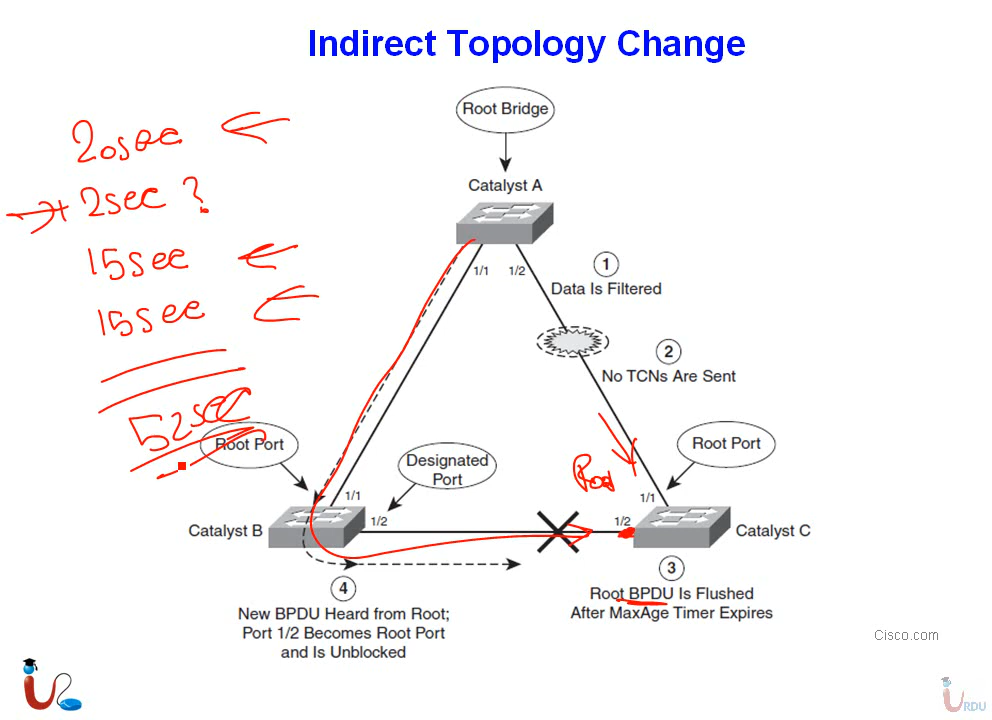 Indirect Topology Change
Root Bridge
Catalyst A
20sec
2sec ?
15sec
15sec
52sec
1/1
1/2
1
Data Is Filtered
2
No TCNs Are Sent
Root Port
Designated
Port
Root Port
Root
1/1
1/2
Catalyst B
1/1
1/2
Catalyst C
3
Root BPDU Is Flushed
After MaxAge Timer Expires
4
New BPDU Heard from Root;
Port 1/2 Becomes Root Port
and Is Unblocked
Cisco.com
U
URDU